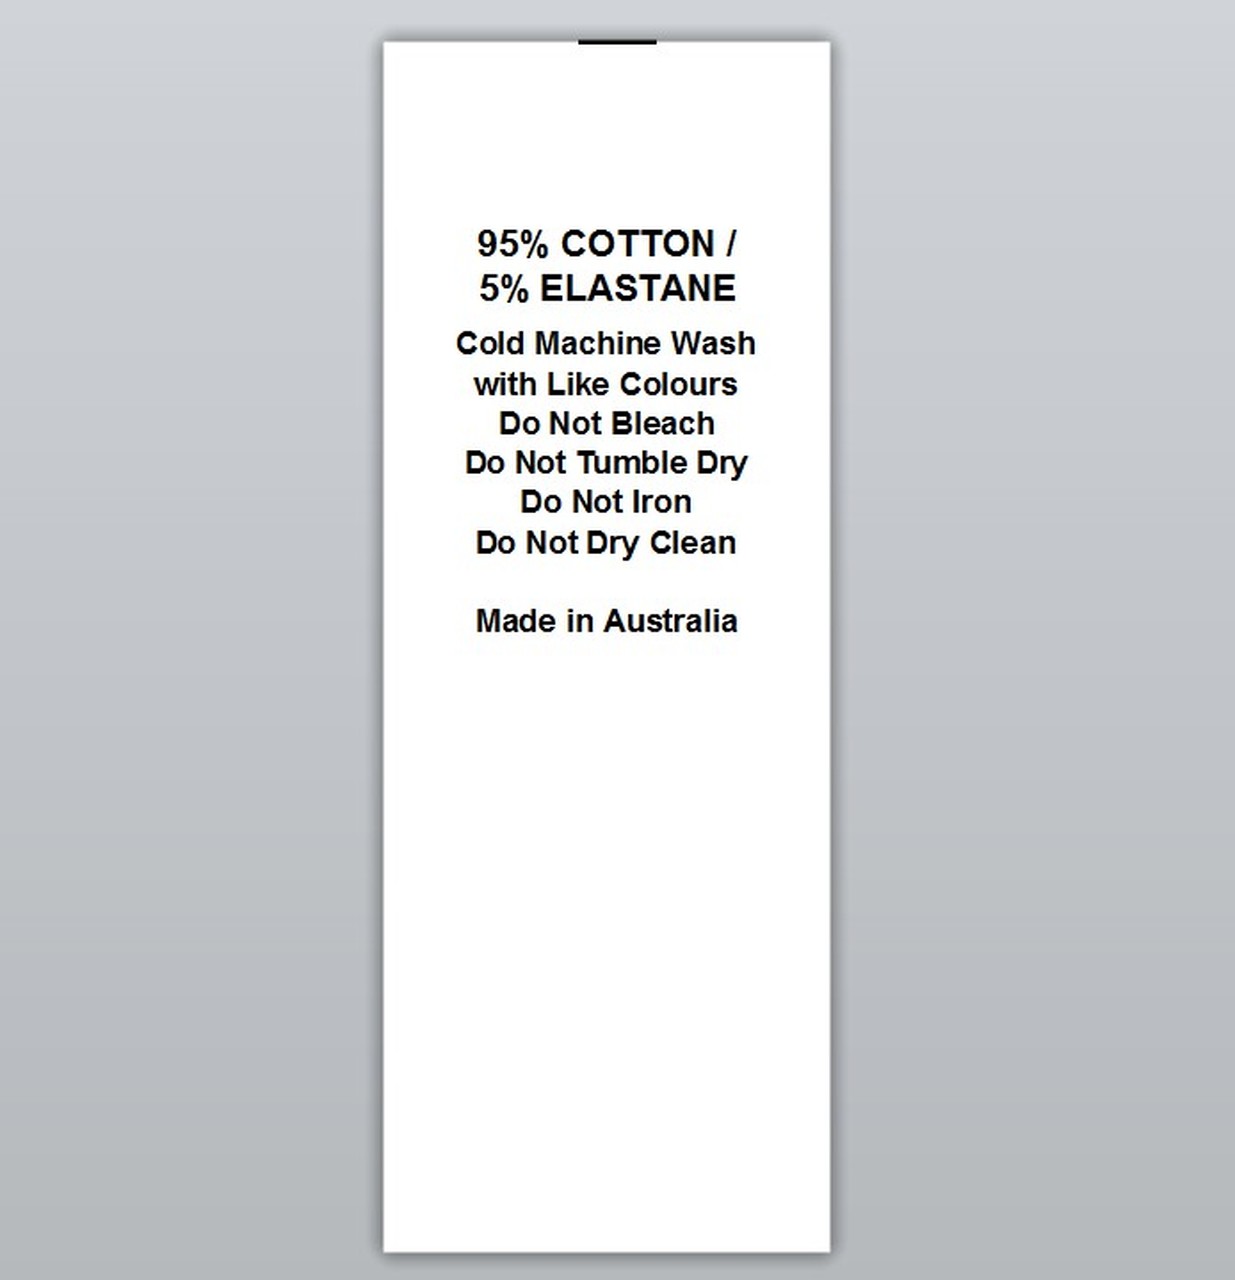 95% COTTON /
5% ELASTANE
Cold Machine Wash
with Like Colours
Do Not Bleach
Do Not Tumble Dry
Do Not Iron
Do Not Dry Clean
Made in Australia